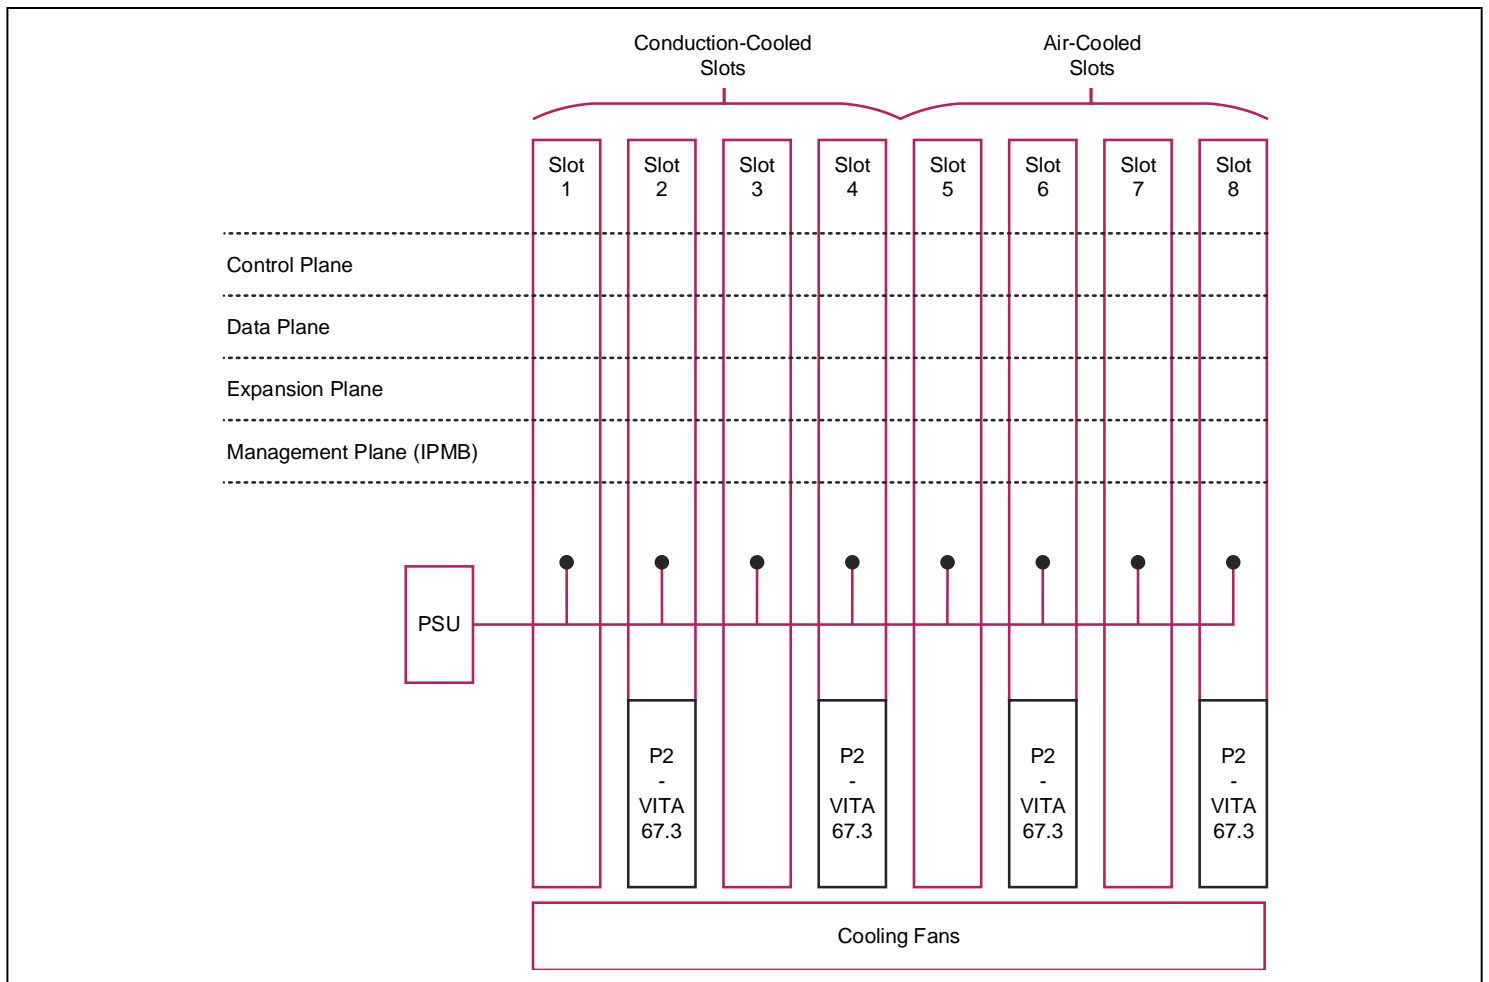 Conduction-Cooled
Slots
Air-Cooled
Slots
Slot
1
Slot
2
Slot
3
Slot
4
Slot
5
Slot
6
Slot
7
Slot
8
Control Plane
Data Plane
Expansion Plane
Management Plane (IPMB)
PSU
P2
-
VITA
67.3
P2
-
VITA
67.3
P2
-
VITA
67.3
P2
-
VITA
67.3
Cooling Fans